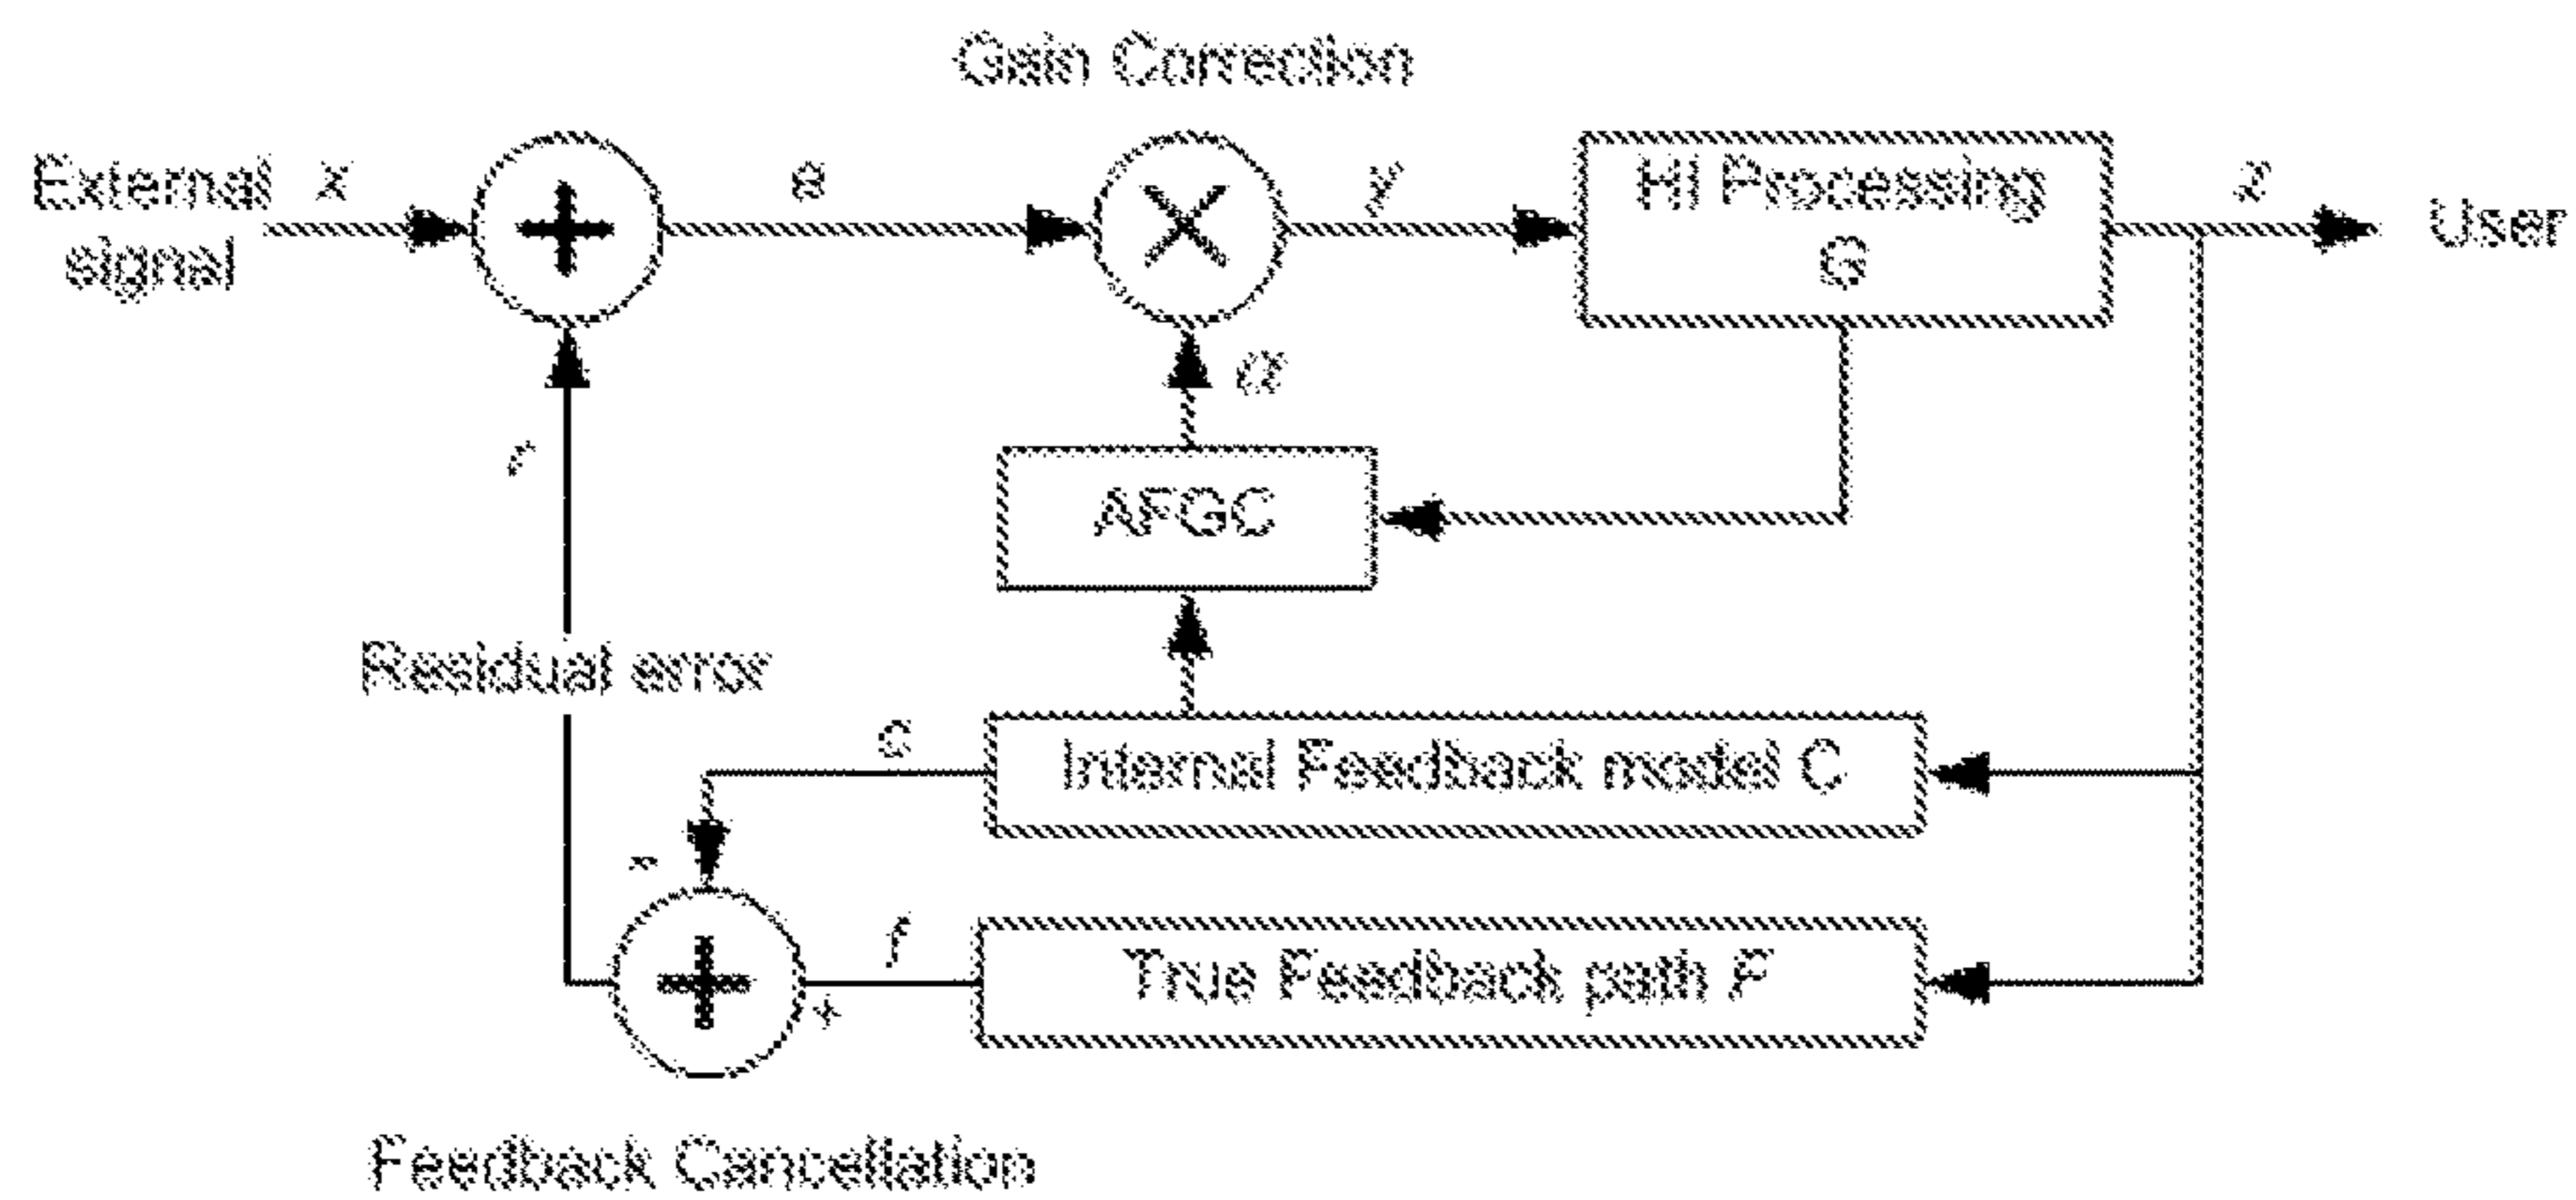 Gain Correction
External
signal
x
e
y
HI Processing
G
z
User
α
r
AFGC
Residual error
c
Internal Feedback model C
-
f
True Feedback path F
+
Feedback Cancellation